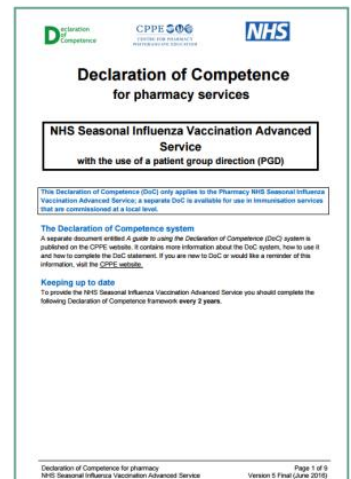 Declaration
of
Competence
CPPE
CENTRE FOR PHARMACY
POSTGRADUATE EDUCATION
NHS
Declaration of Competence
for pharmacy services
NHS Seasonal Influenza Vaccination Advanced
Service
with the use of a patient group direction (PGD)
This Declaration of Competence (DoC) only applies to the Pharmacy NHS Seasonal Influenza
Vaccination Advanced Service; a separate DoC is available for use in Immunisation services
that are commissioned at a local level.
The Declaration of Competence system
A separate document entitled A guide to using the Declaration of Competence (DoC) system is
published on the CPPE website. It contains more information about the DoC system, how to use it
and how to complete the DoC statement. If you are new to DoC or would like a reminder of this
information, visit the CPPE website.
Keeping up to date
To provide the NHS Seasonal Influenza Vaccination Advanced Service you should complete the
following Declaration of Competence framework every 2 years.
Declaration of Competence for pharmacy
Page 1 of 9
NHS Seasonal Influenza Vaccination Advanced Service
Version 5 Final (June 2018)